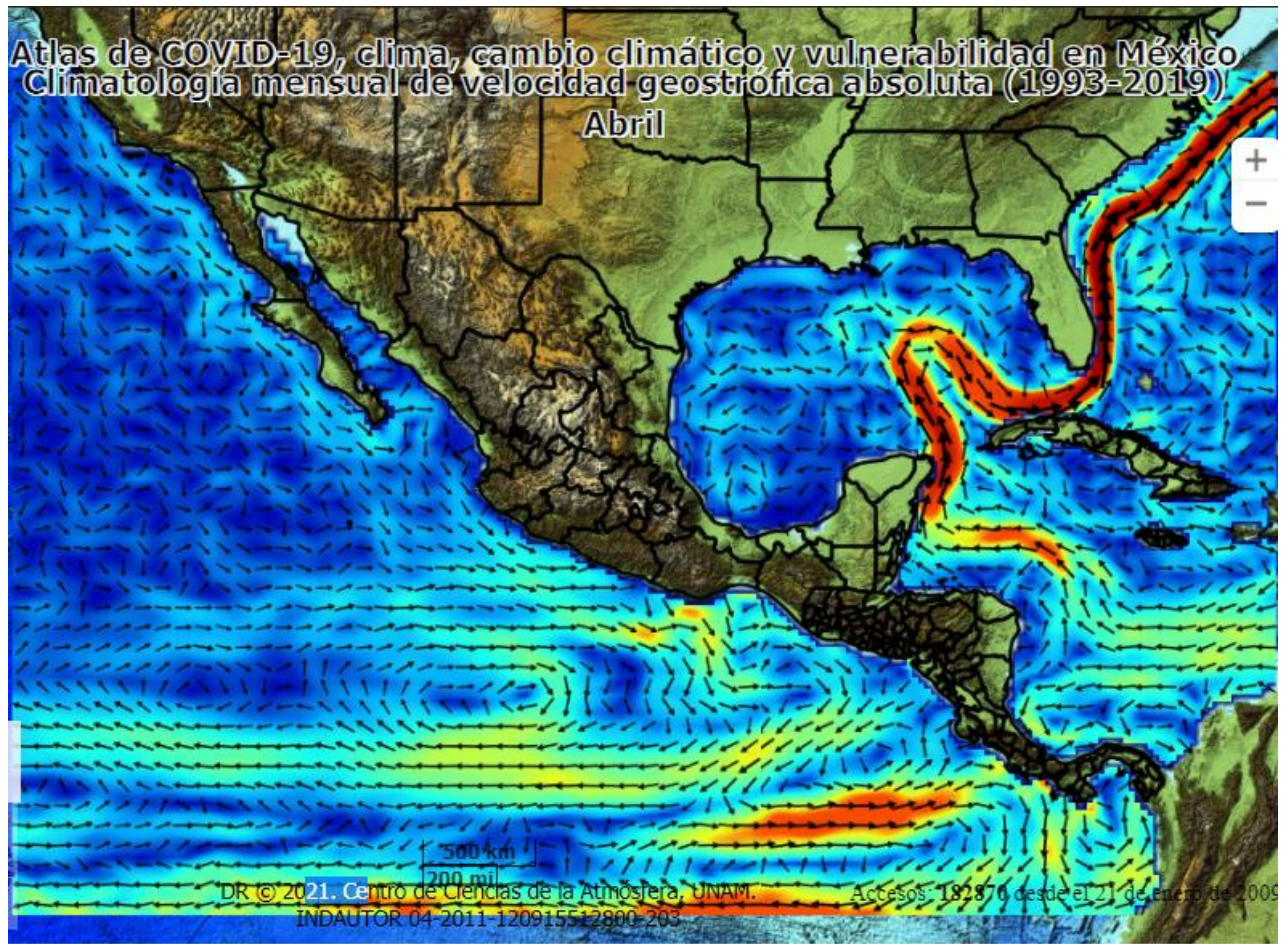 Atlas de COVID-19, clima, cambio climático y vulnerabilidad en México
Climatología mensual de velocidad geostrófica absoluta (1993-2019)
Abril
+
−
500 km
200 mi
DR © 2021. Centro de Ciencias de la Atmósfera, UNAM.
Accesos: 182876 desde el 21 de enero de 2009
INDAUTOR 04-2011-120915512800-203